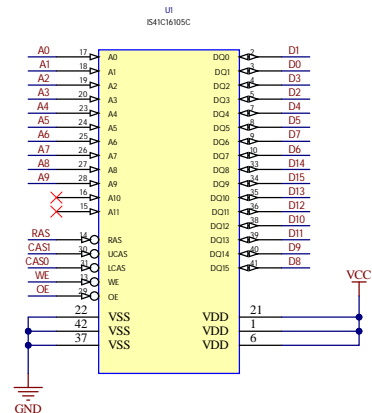 U1
IS41C16105C
A0 17 A0 DQ0 2 D1
A1 18 A1 DQ1 3 D0
A2 19 A2 DQ2 4 D3
A3 20 A3 DQ3 5 D2
A4 23 A4 DQ4 7 D4
A5 24 A5 DQ5 8 D5
A6 25 A6 DQ6 9 D7
A7 26 A7 DQ7 10 D6
A8 27 A8 DQ8 33 D14
A9 28 A9 DQ9 34 D15
16 A10 DQ10 35 D13
15 A11 DQ11 36 D12
DQ12 38 D10
RAS 14 RAS DQ13 39 D11
CAS1 30 UCAS DQ14 40 D9
CAS0 31 LCAS DQ15 41 D8
WE 13 WE
OE 29 OE
VCC
22 VSS VDD 21
42 VSS VDD 1
37 VSS VDD 6
GND